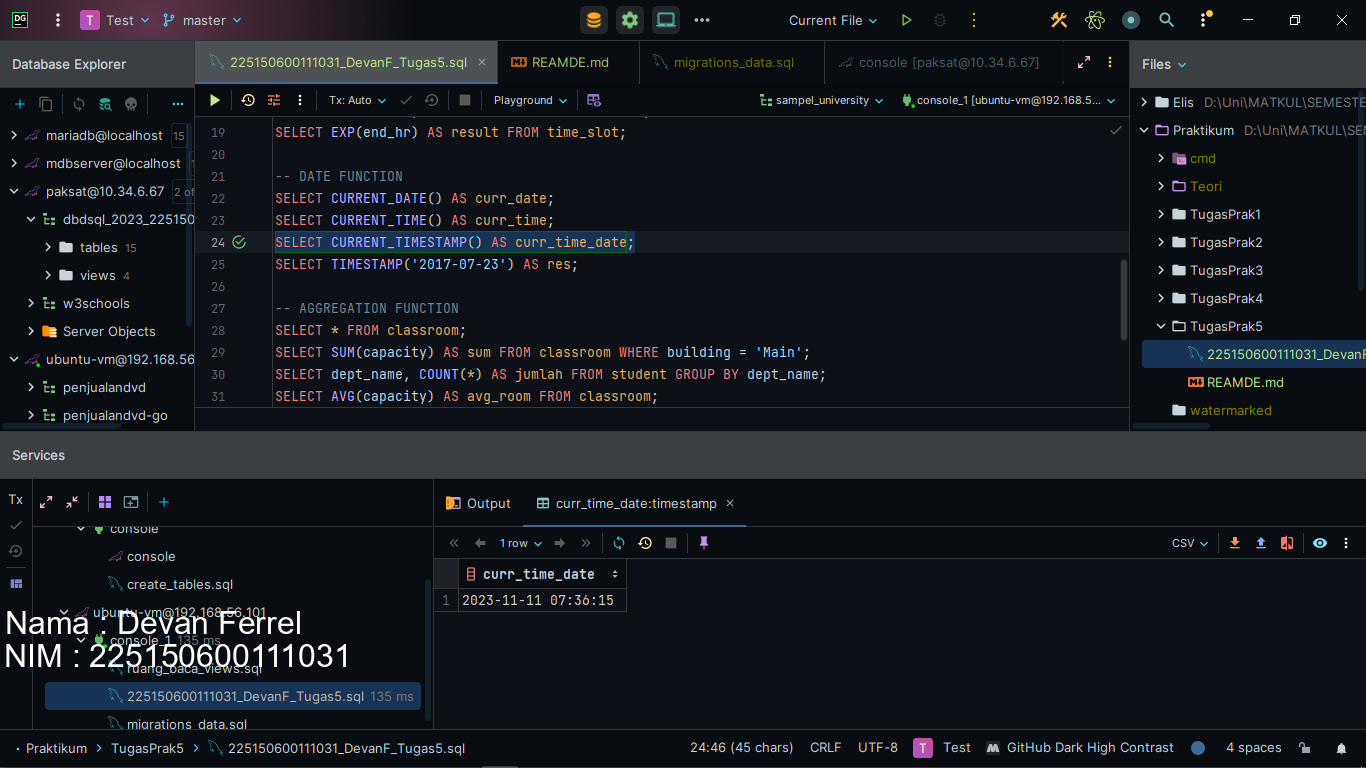 DG
T Test
master
Current File
Database Explorer
225150600111031_DevanF_Tugas5.sql
REAMDE.md
migrations_data.sql
console [paksat@10.34.6.67]
Files
Tx: Auto
Playground
sampel_university
console_1 [ubuntu-vm@192.168.5...
mariadb@localhost 15
mdbserver@localhost
paksat@10.34.6.67 2 of
dbdsql_2023_225150
tables 15
views 4
w3schools
Server Objects
ubuntu-vm@192.168.56
penjualandvd
penjualandvd-go
19 SELECT EXP(end_hr) AS result FROM time_slot;
20
21 -- DATE FUNCTION
22 SELECT CURRENT_DATE() AS curr_date;
23 SELECT CURRENT_TIME() AS curr_time;
24 SELECT CURRENT_TIMESTAMP() AS curr_time_date;
25 SELECT TIMESTAMP('2017-07-23') AS res;
26
27 -- AGGREGATION FUNCTION
28 SELECT * FROM classroom;
29 SELECT SUM(capacity) AS sum FROM classroom WHERE building = 'Main';
30 SELECT dept_name, COUNT(*) AS jumlah FROM student GROUP BY dept_name;
31 SELECT AVG(capacity) AS avg_room FROM classroom;
Elis D:\Uni\MATKUL\SEMESTE
Praktikum D:\Uni\MATKUL\SEM
cmd
Teori
TugasPrak1
TugasPrak2
TugasPrak3
TugasPrak4
TugasPrak5
225150600111031_DevanF
REAMDE.md
watermarked
Services
Tx
console
console
create_tables.sql
ubuntu-vm@192.168.56.101
console_1 135 ms
ruang_baca_views.sql
225150600111031_DevanF_Tugas5.sql 135 ms
migrations_data.sql
Nama : Devan Ferrel
NIM : 225150600111031
Output
curr_time_date:timestamp
1 row
CSV
curr_time_date
1 2023-11-11 07:36:15
Praktikum > TugasPrak5 > 225150600111031_DevanF_Tugas5.sql
24:46 (45 chars)
CRLF
UTF-8
T Test
GitHub Dark High Contrast
4 spaces